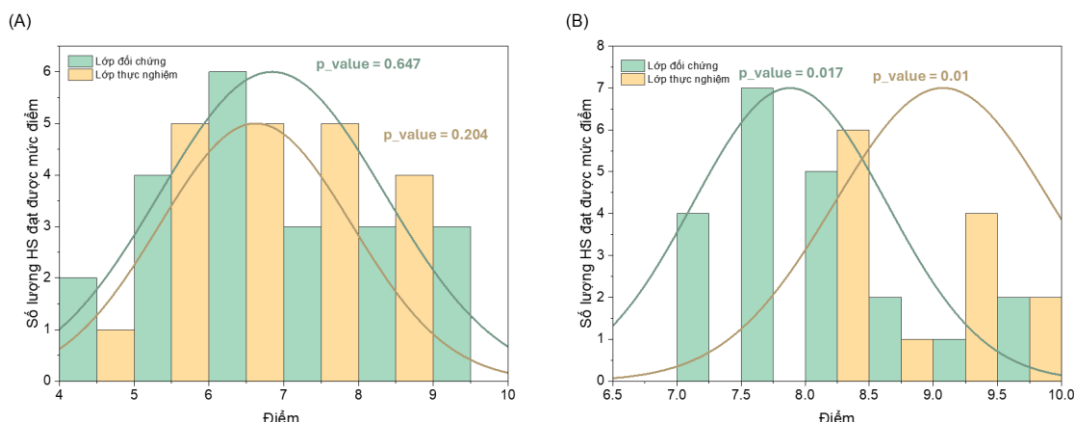 (A)
(B)
Lớp đối chứng
Lớp thực nghiệm
p_value = 0.647
p_value = 0.204
Số lượng HS đạt được mức điểm
6
5
4
3
2
1
0
4
5
6
7
8
9
10
Điểm
Lớp đối chứng
Lớp thực nghiệm
p_value = 0.017
p_value = 0.01
Số lượng HS đạt được mức điểm
8
7
6
5
4
3
2
1
0
6.5
7.0
7.5
8.0
8.5
9.0
9.5
10.0
Điểm